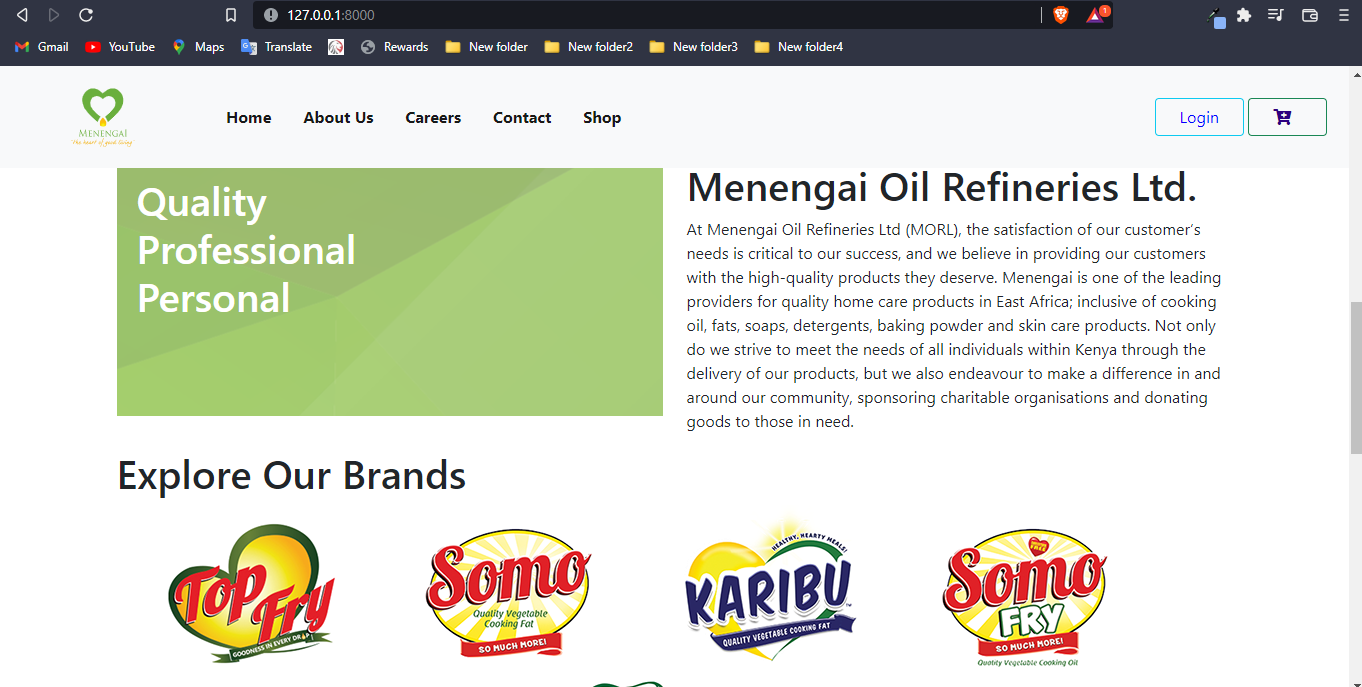 127.0.0.1:8000
1
Gmail YouTube Maps Translate Rewards New folder New folder2 New folder3 New folder4
MENENGAI
The heart of good living
Home About Us Careers Contact Shop
Login
Quality
Professional
Personal
Menengai Oil Refineries Ltd.
At Menengai Oil Refineries Ltd (MORL), the satisfaction of our customer’s
needs is critical to our success, and we believe in providing our customers
with the high-quality products they deserve. Menengai is one of the leading
providers for quality home care products in East Africa; inclusive of cooking
oil, fats, soaps, detergents, baking powder and skin care products. Not only
do we strive to meet the needs of all individuals within Kenya through the
delivery of our products, but we also endeavour to make a difference in and
around our community, sponsoring charitable organisations and donating
goods to those in need.
Explore Our Brands
Top Fry
GOODNESS IN EVERY DROP
Somo
Quality Vegetable
Cooking Fat
SO MUCH MORE!
HEALTHY, HEARTY MEALS!
KARIBU
QUALITY VEGETABLE COOKING FAT
Somo
FRY
SO MUCH MORE!
Quality Vegetable Cooking Oil